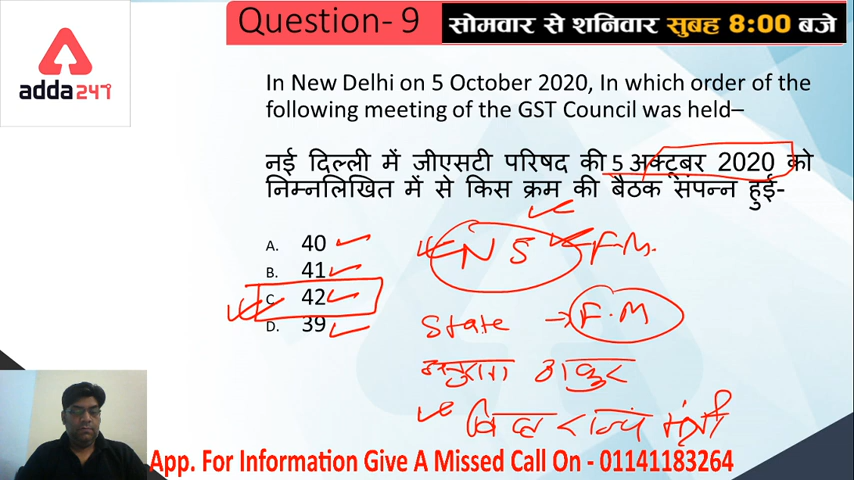 Question- 9
सोमवार से शनिवार सुबह 8:00 बजे
adda247
In New Delhi on 5 October 2020, In which order of the
following meeting of the GST Council was held–
नई दिल्ली में जीएसटी परिषद की 5 अक्टूबर 2020 को
निम्नलिखित में से किस क्रम की बैठक संपन्न हुई-
A. 40
B. 41
C. 42
D. 39
N S F.M.
State → F.M
अनुराग ठाकुर
वित्त राज्य मंत्री
App. For Information Give A Missed Call On - 01141183264